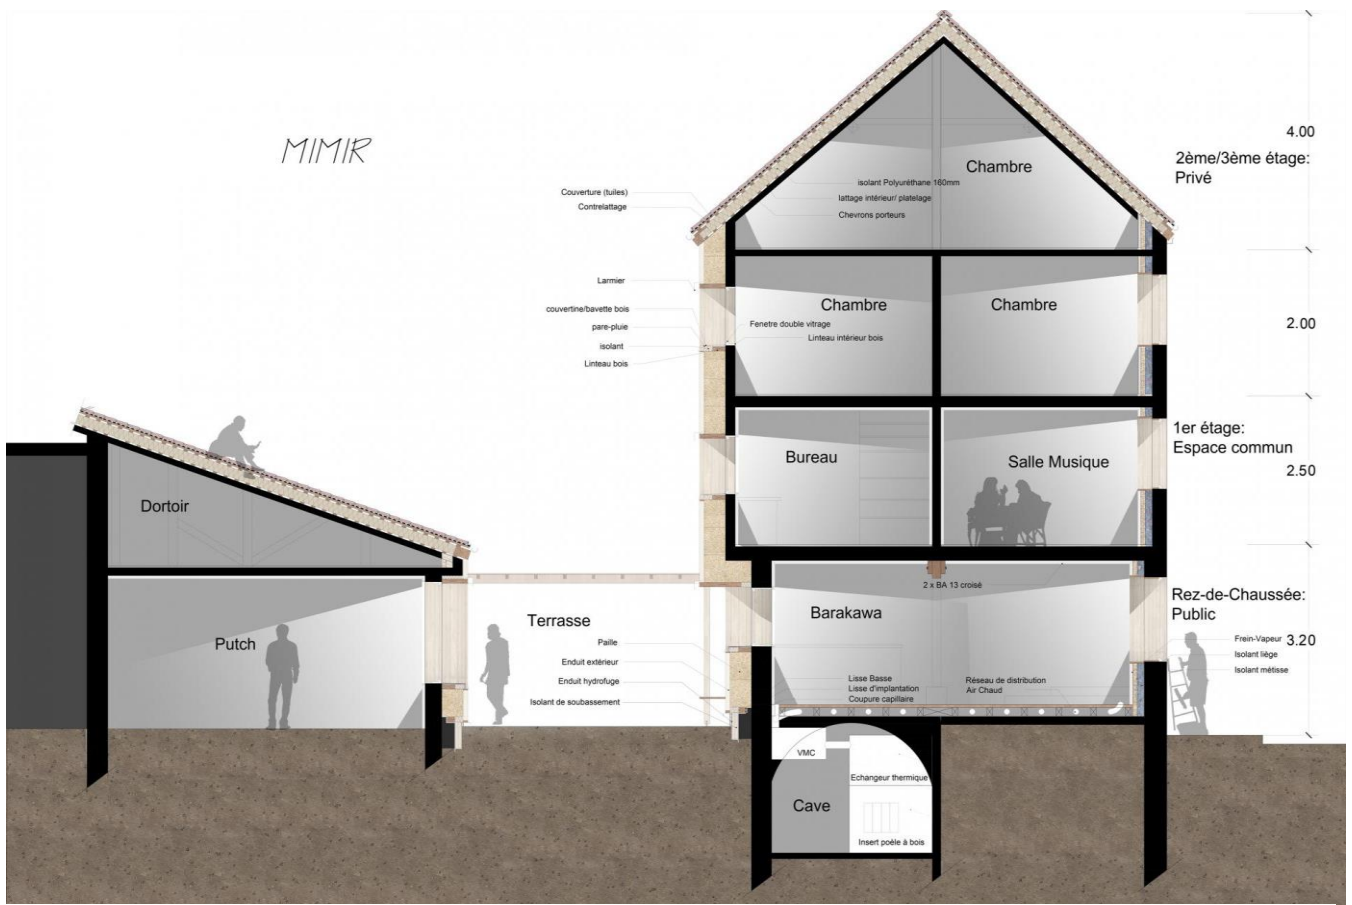 MIMIR
4.00
2ème/3ème étage:
Privé
Chambre
isolant Polyuréthane 160mm
lattage intérieur/ platelage
Chevrons porteurs
Couverture (tuiles)
Contrelattage
Larmier
couvertine/bavette bois
pare-pluie
isolant
Linteau bois
Chambre
Chambre
Fenetre double vitrage
Linteau intérieur bois
2.00
1er étage:
Espace commun
2.50
Bureau
Salle Musique
Dortoir
2 x BA 13 croisé
Rez-de-Chaussée:
Public
3.20
Barakawa
Terrasse
Putch
Paille
Enduit extérieur
Enduit hydrofuge
Isolant de soubassement
Lisse Basse
Lisse d'implantation
Coupure capillaire
Réseau de distribution
Air Chaud
Frein-Vapeur
Isolant liège
Isolant métisse
VMC
Echangeur thermique
Cave
Insert poêle à bois